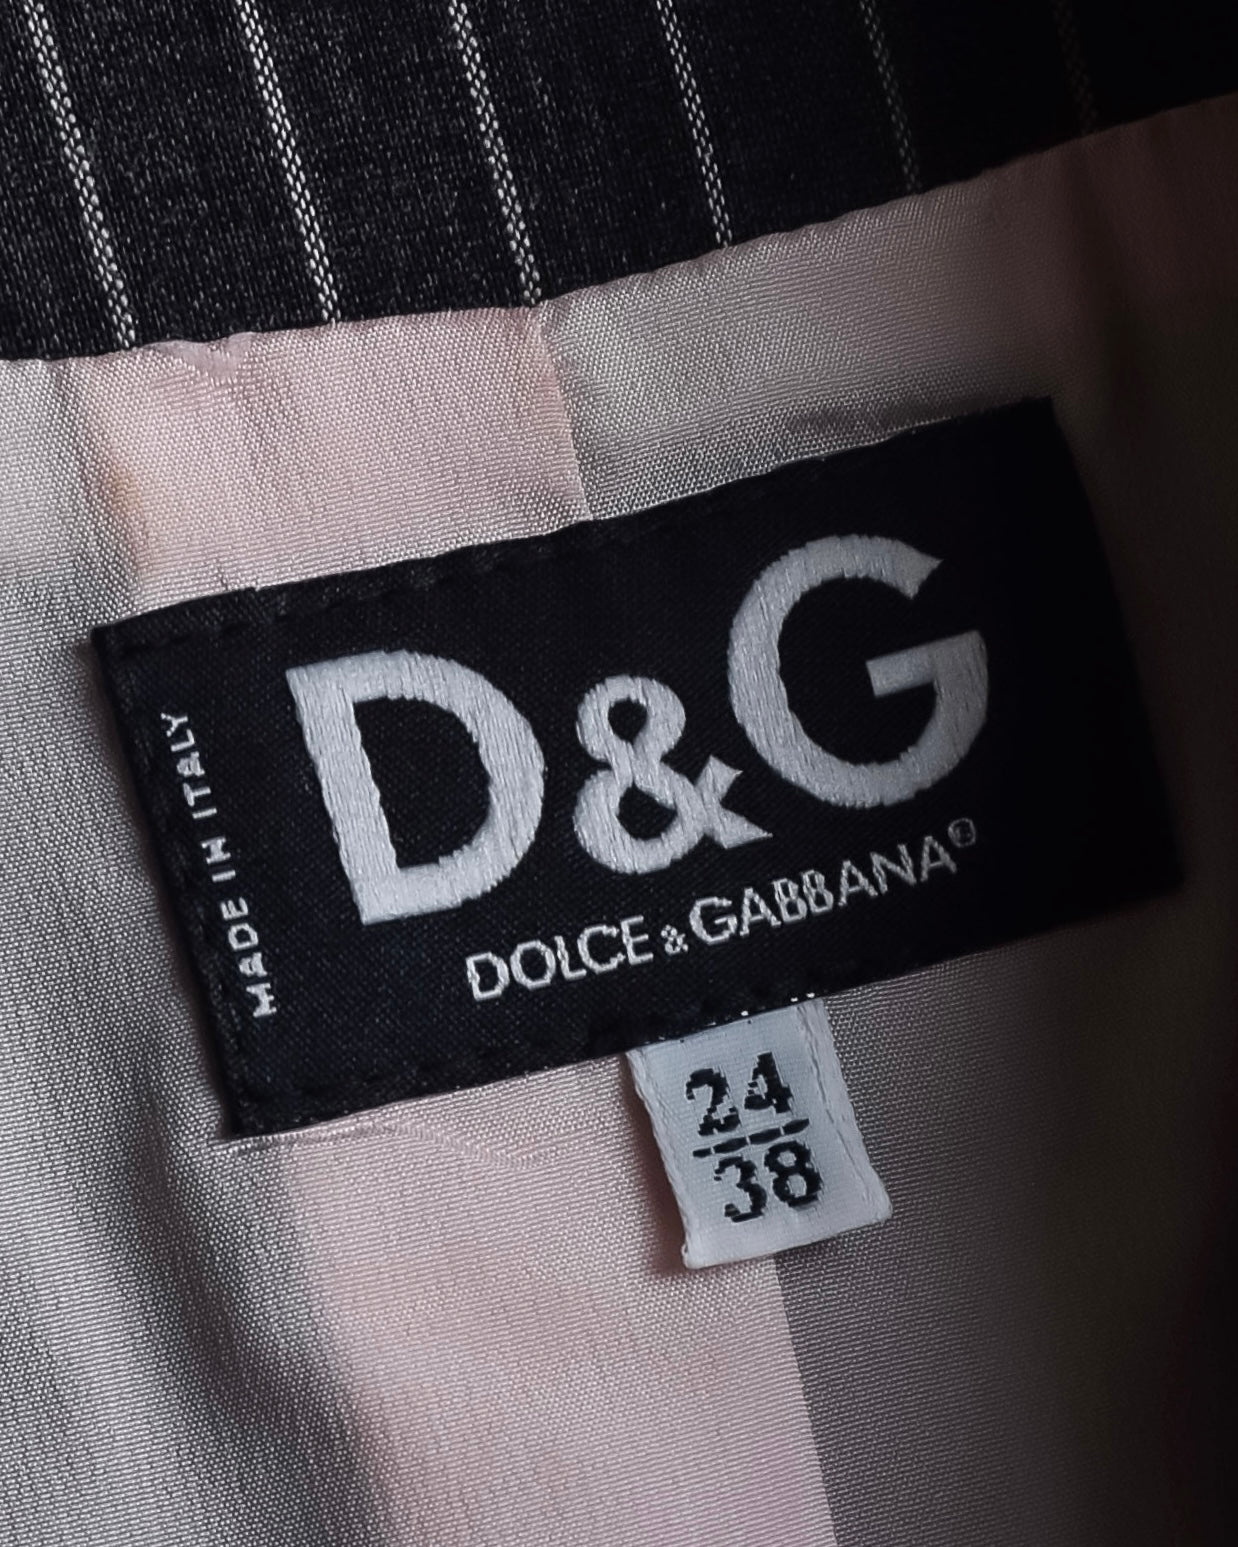 D&G
DOLCE & GABBANA®
MADE IN ITALY
24
38